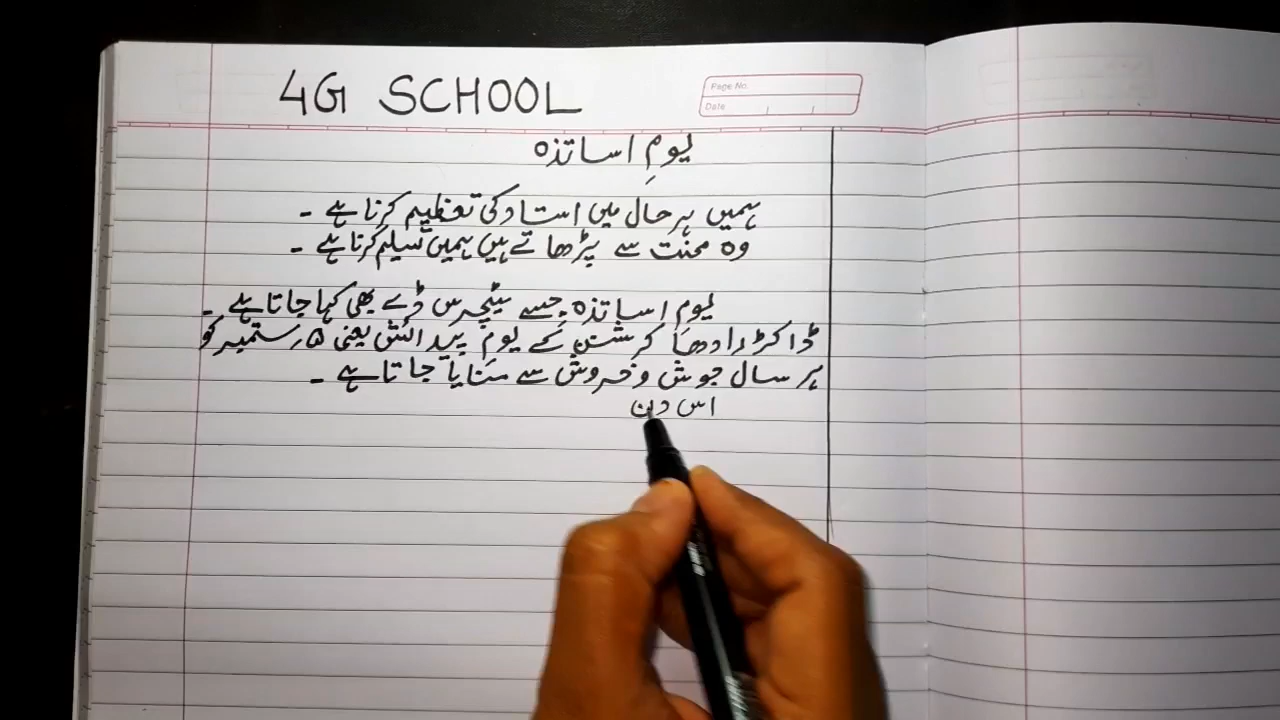 4G SCHOOL
Page No.
Date
یومِ اساتذہ
ہمیں ہر حال میں استاد کی تعظیم کرنا ہے ۔
وہ محنت سے پڑھاتے ہیں ہمیں تسلیم کرنا ہے ۔
یومِ اساتذہ جسے ٹیچرس ڈے بھی کہا جاتا ہے ۔
ڈاکڑ رادھا کرشنن کے یومِ پیدائش یعنی ۵ ستمبر کو
ہر سال جوش و خروش سے منایا جاتا ہے ۔
اس دن